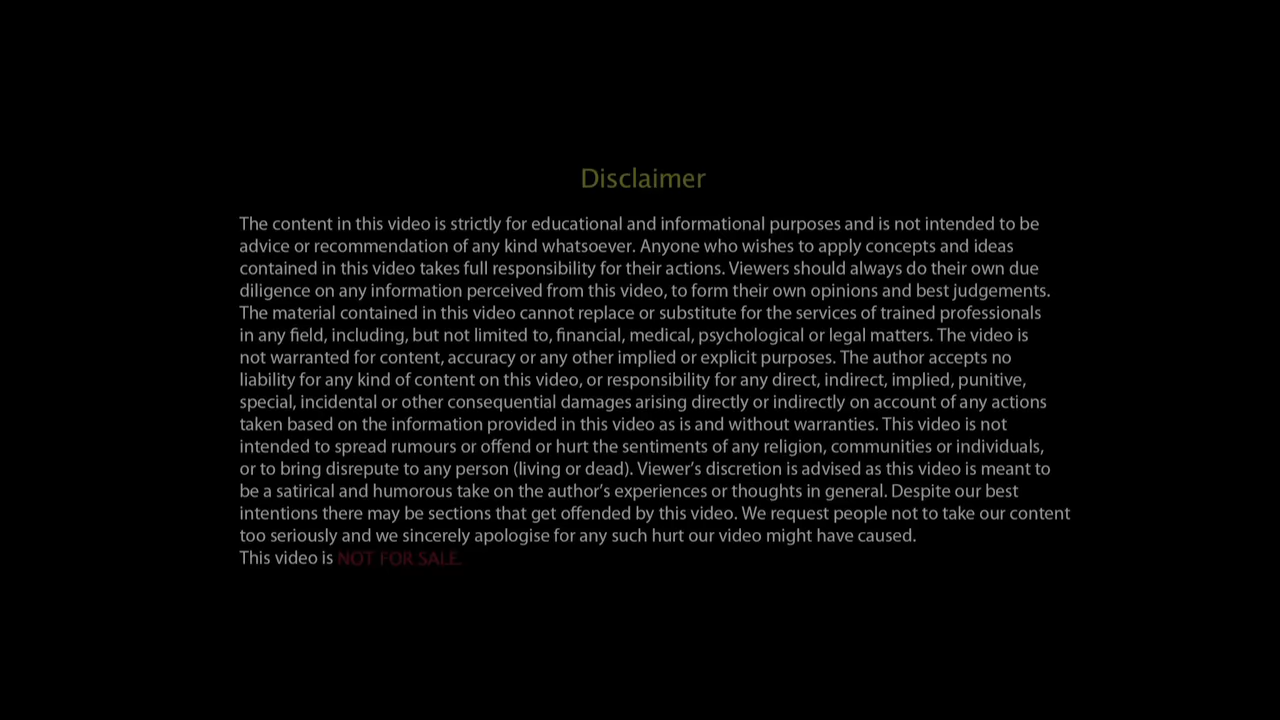 Disclaimer
The content in this video is strictly for educational and informational purposes and is not intended to be
advice or recommendation of any kind whatsoever. Anyone who wishes to apply concepts and ideas
contained in this video takes full responsibility for their actions. Viewers should always do their own due
diligence on any information perceived from this video, to form their own opinions and best judgements.
The material contained in this video cannot replace or substitute for the services of trained professionals
in any field, including, but not limited to, financial, medical, psychological or legal matters. The video is
not warranted for content, accuracy or any other implied or explicit purposes. The author accepts no
liability for any kind of content on this video, or responsibility for any direct, indirect, implied, punitive,
special, incidental or other consequential damages arising directly or indirectly on account of any actions
taken based on the information provided in this video as is and without warranties. This video is not
intended to spread rumours or offend or hurt the sentiments of any religion, communities or individuals,
or to bring disrepute to any person (living or dead). Viewer's discretion is advised as this video is meant to
be a satirical and humorous take on the author's experiences or thoughts in general. Despite our best
intentions there may be sections that get offended by this video. We request people not to take our content
too seriously and we sincerely apologise for any such hurt our video might have caused.
This video is NOT FOR SALE.